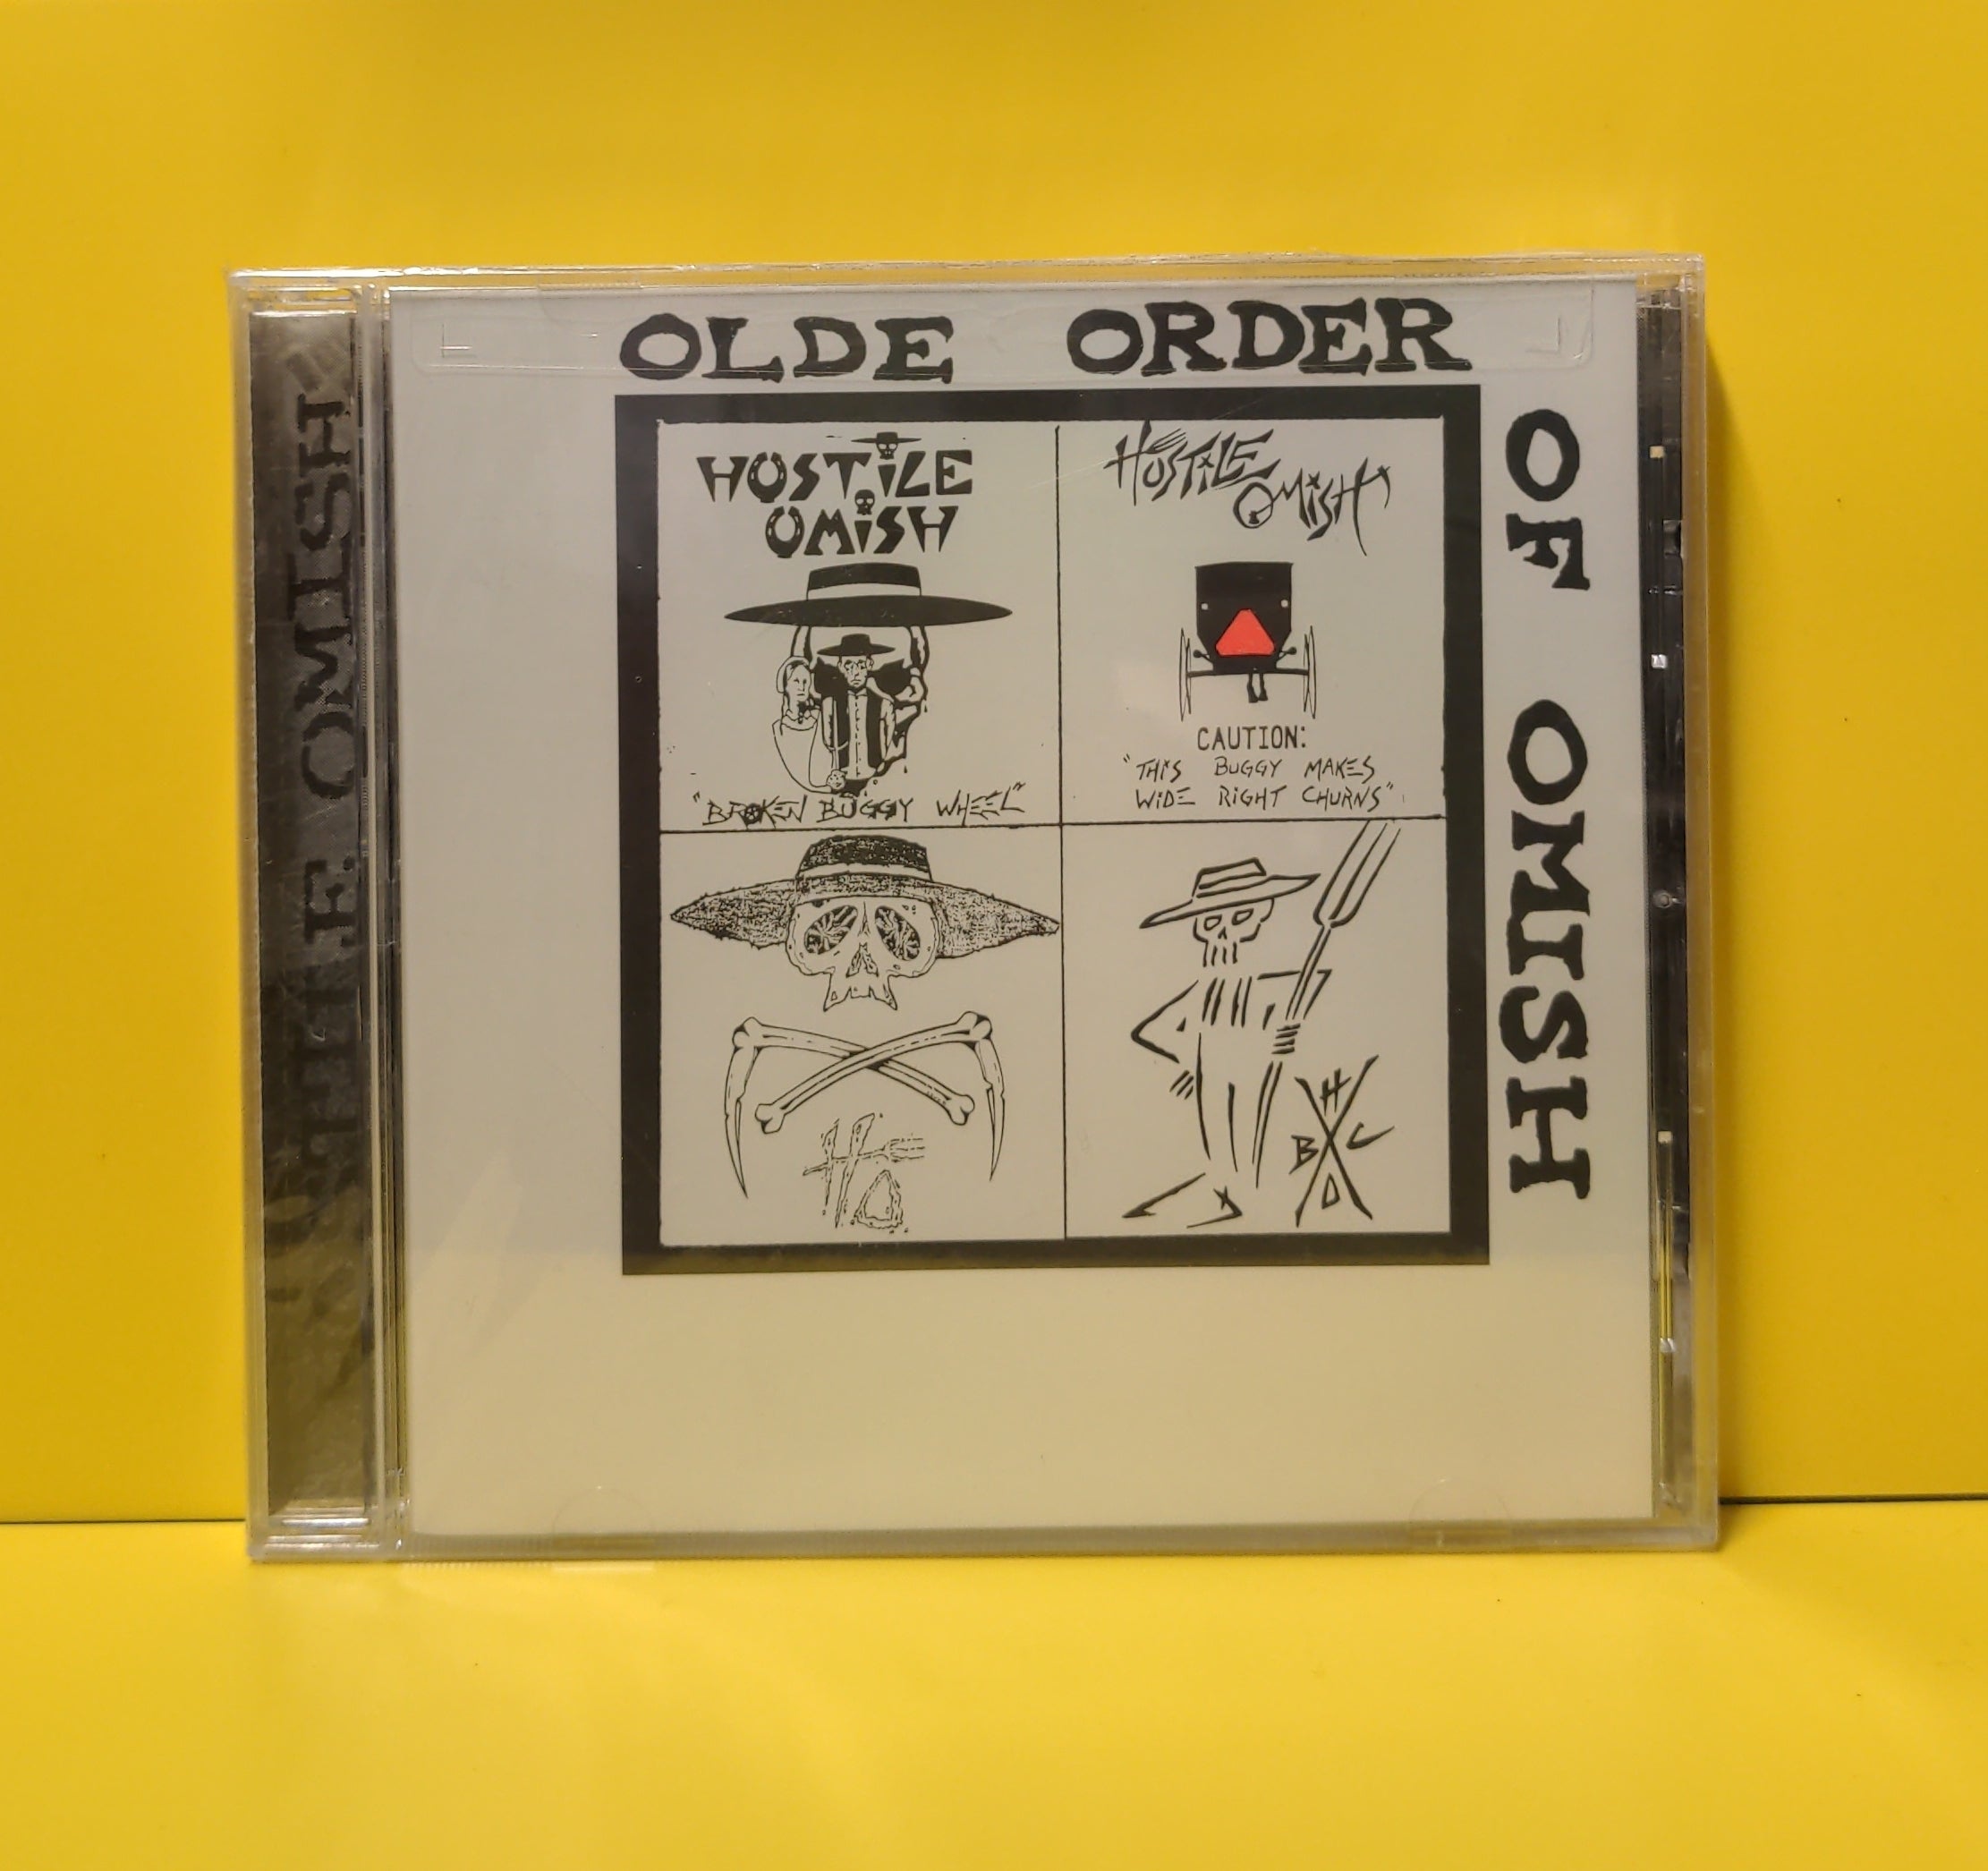 OLDE ORDER
OF OMISH
HOSTILE
OMISH
"BROKEN BUGGY WHEEL"
HOSTILE
OMISH
CAUTION:
"THIS BUGGY MAKES
WIDE RIGHT CHURNS"
HO
H
B C
O
OMISH